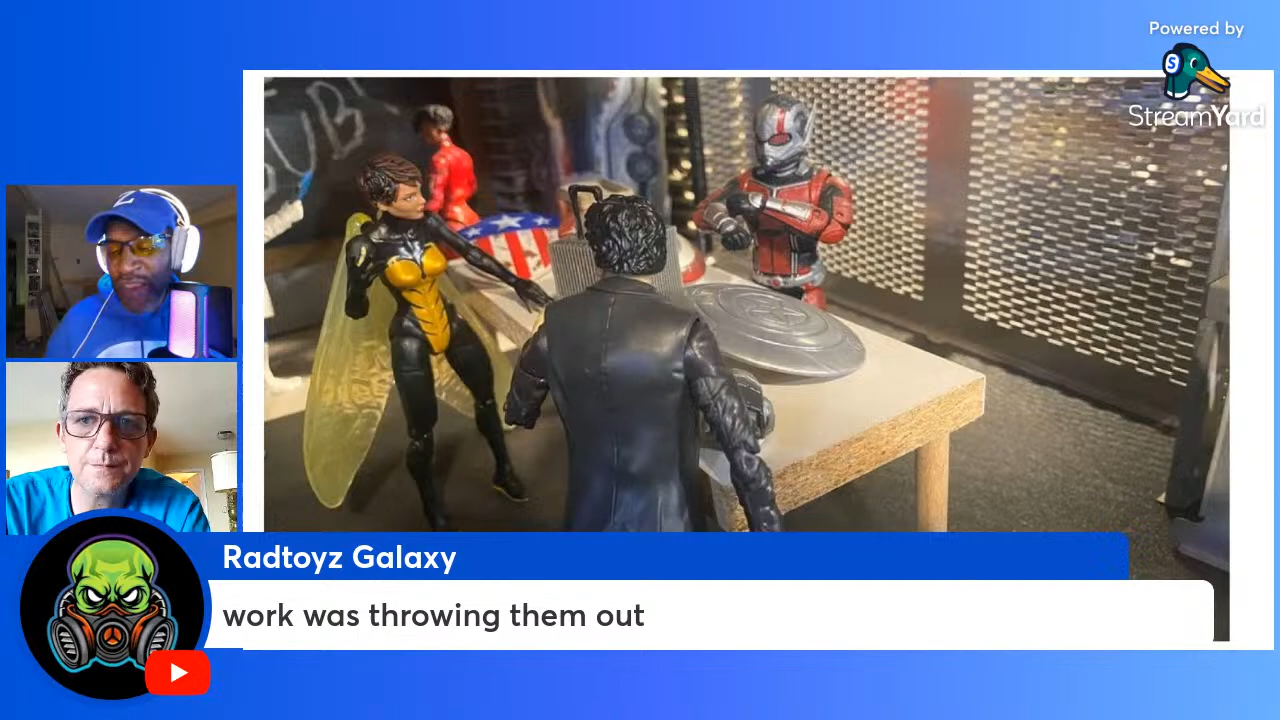 Powered by
StreamYard
Radtoyz Galaxy
work was throwing them out